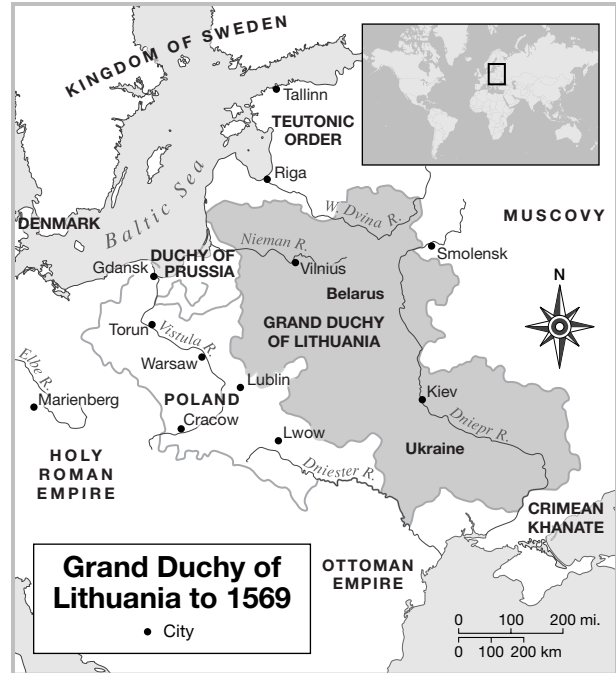 KINGDOM OF SWEDEN
Tallinn
TEUTONIC
ORDER
Riga
Baltic Sea
W. Dvina R.
MUSCOVY
DENMARK
Nieman R.
DUCHY OF
PRUSSIA
Smolensk
Gdansk
Vilnius
N
Belarus
GRAND DUCHY
OF LITHUANIA
Torun
Vistula R.
Warsaw
Elbe R.
Lublin
Marienberg
POLAND
Kiev
Cracow
Dniepr R.
Lwow
Ukraine
HOLY
ROMAN
EMPIRE
Dniester R.
CRIMEAN
KHANATE
OTTOMAN
EMPIRE
Grand Duchy of
Lithuania to 1569
City
0 100 200 mi.
0 100 200 km